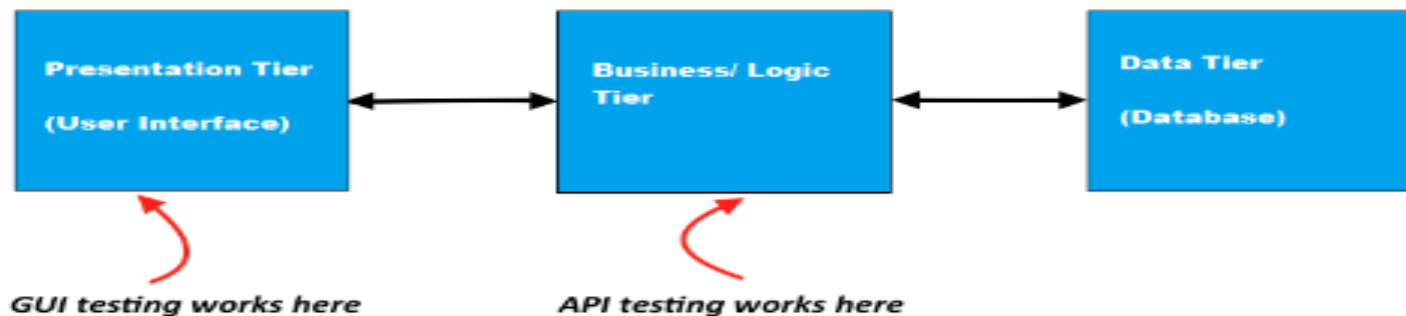 Presentation Tier
(User Interface)
Business/ Logic
Tier
Data Tier
(Database)
GUI testing works here
API testing works here